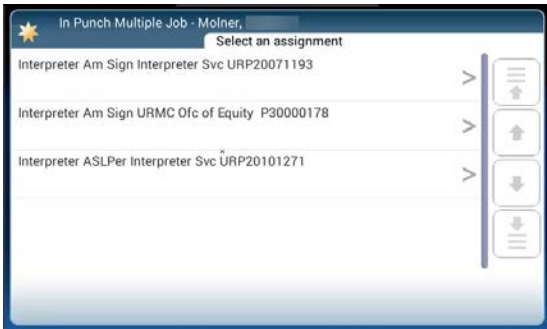 In Punch Multiple Job - Molner,
Select an assignment
Interpreter Am Sign Interpreter Svc URP20071193
>
Interpreter Am Sign URMC Ofc of Equity P30000178
>
Interpreter ASLPer Interpreter Svc URP20101271
>